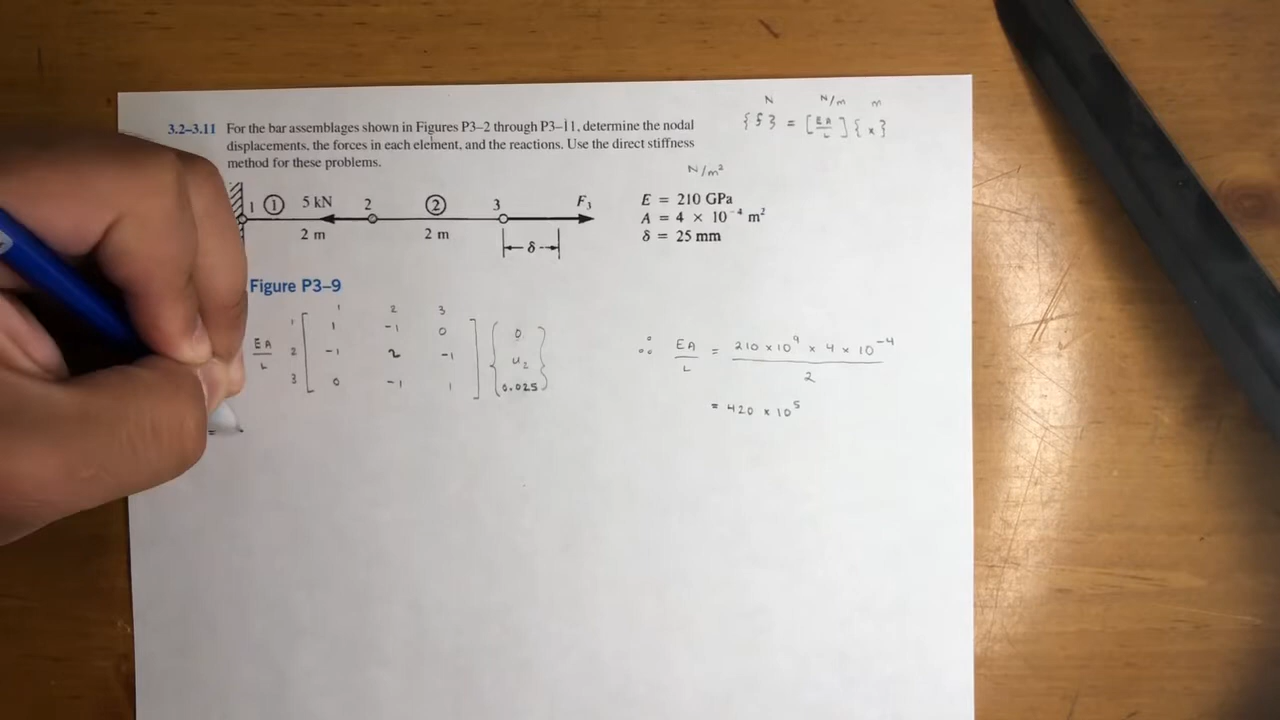 3.2–3.11 For the bar assemblages shown in Figures P3–2 through P3–11, determine the nodal
displacements, the forces in each element, and the reactions. Use the direct stiffness
method for these problems.
N N/m m
{f} = [EA/L]{x}
N/m²
1 ① 5 kN 2 ② 3 F₃
2 m 2 m δ
E = 210 GPa
A = 4 × 10⁻⁴ m²
δ = 25 mm
Figure P3–9
1 2 3
1 1 -1 0 0
EA/L 2 -1 2 -1 u₂
3 0 -1 1 0.025
=
∴ EA/L = 210 × 10⁹ × 4 × 10⁻⁴ / 2
= 420 × 10⁵